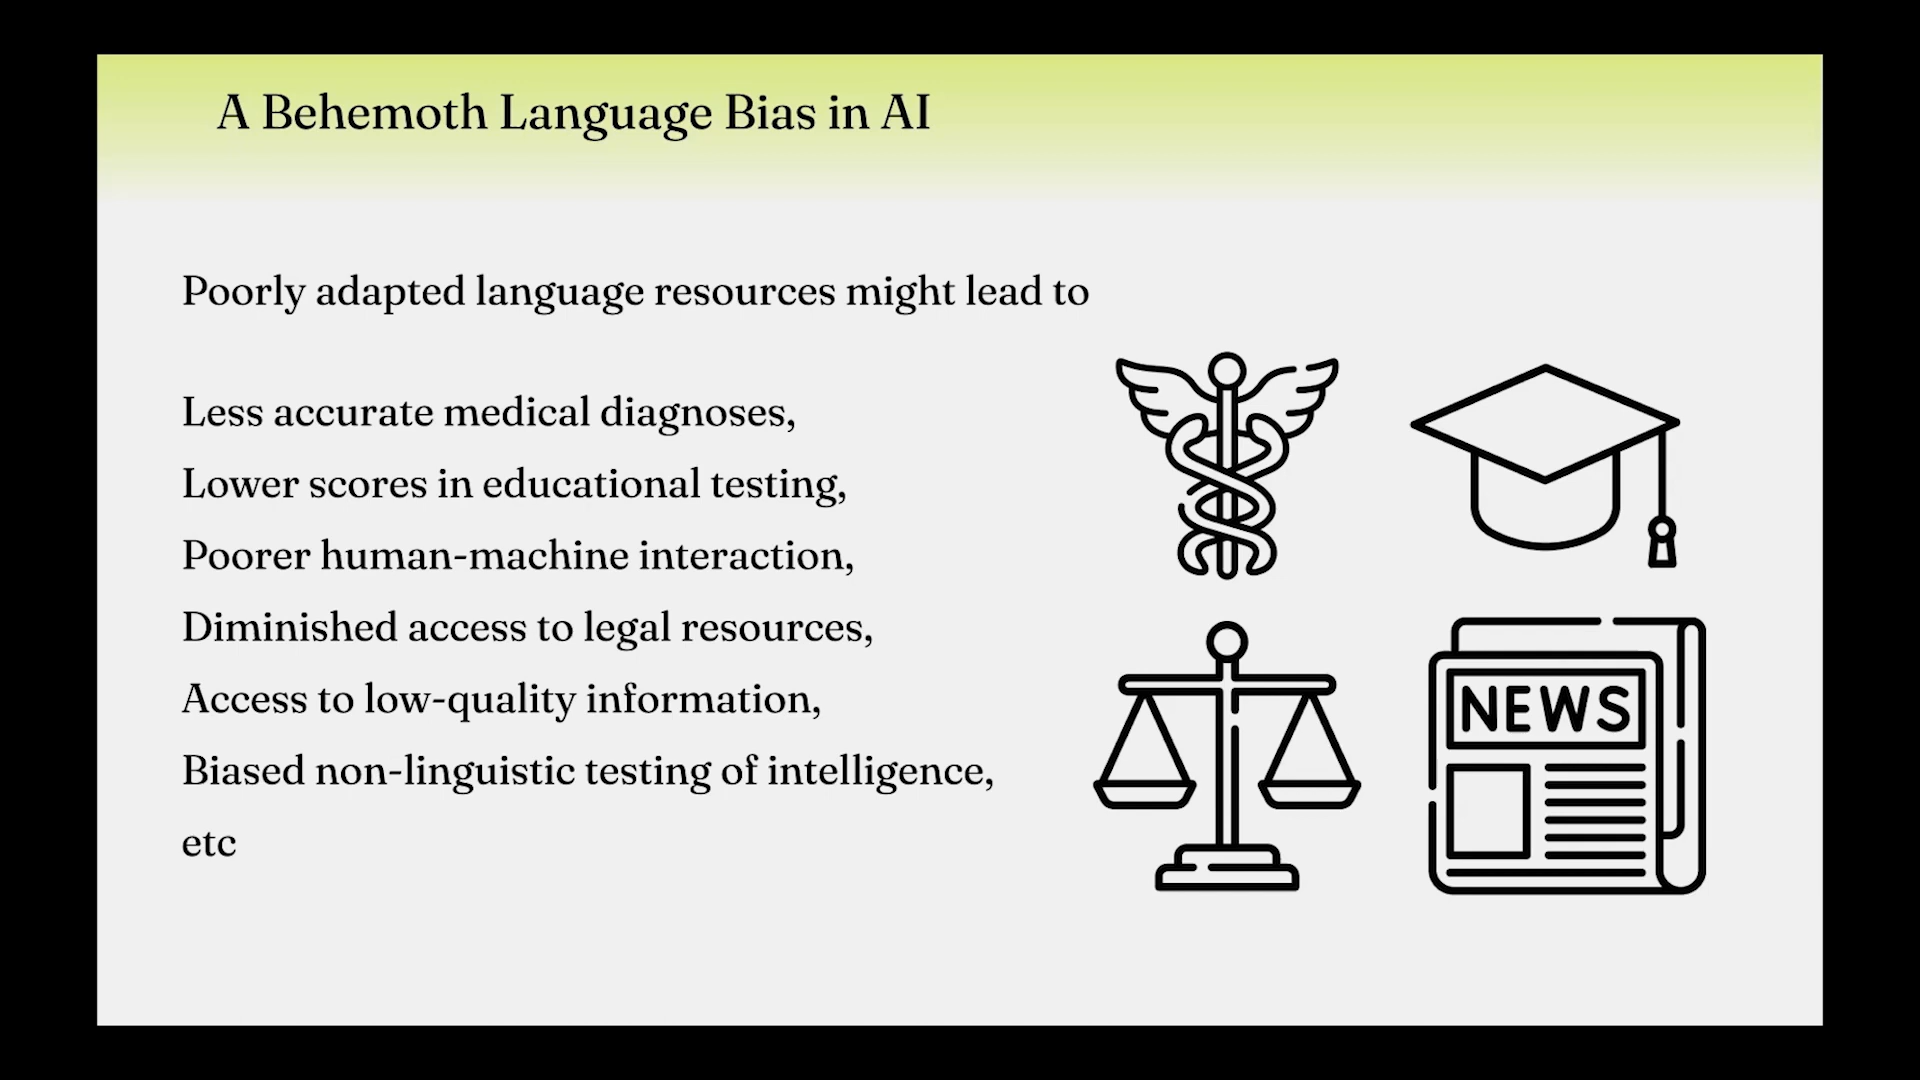 A Behemoth Language Bias in AI
Poorly adapted language resources might lead to
Less accurate medical diagnoses,
Lower scores in educational testing,
Poorer human-machine interaction,
Diminished access to legal resources,
Access to low-quality information,
Biased non-linguistic testing of intelligence,
etc
NEWS